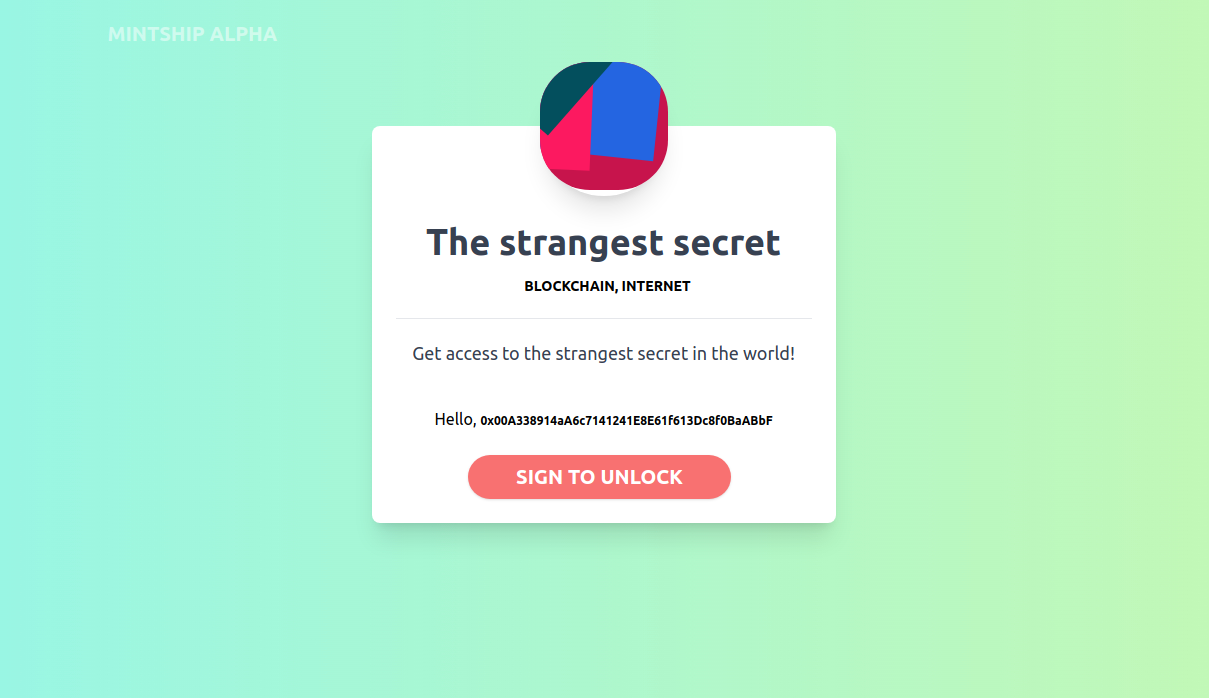 MINTSHIP ALPHA
The strangest secret
BLOCKCHAIN, INTERNET
Get access to the strangest secret in the world!
Hello, 0x00A338914aA6c7141241E8E61f613Dc8f0BaABbF
SIGN TO UNLOCK